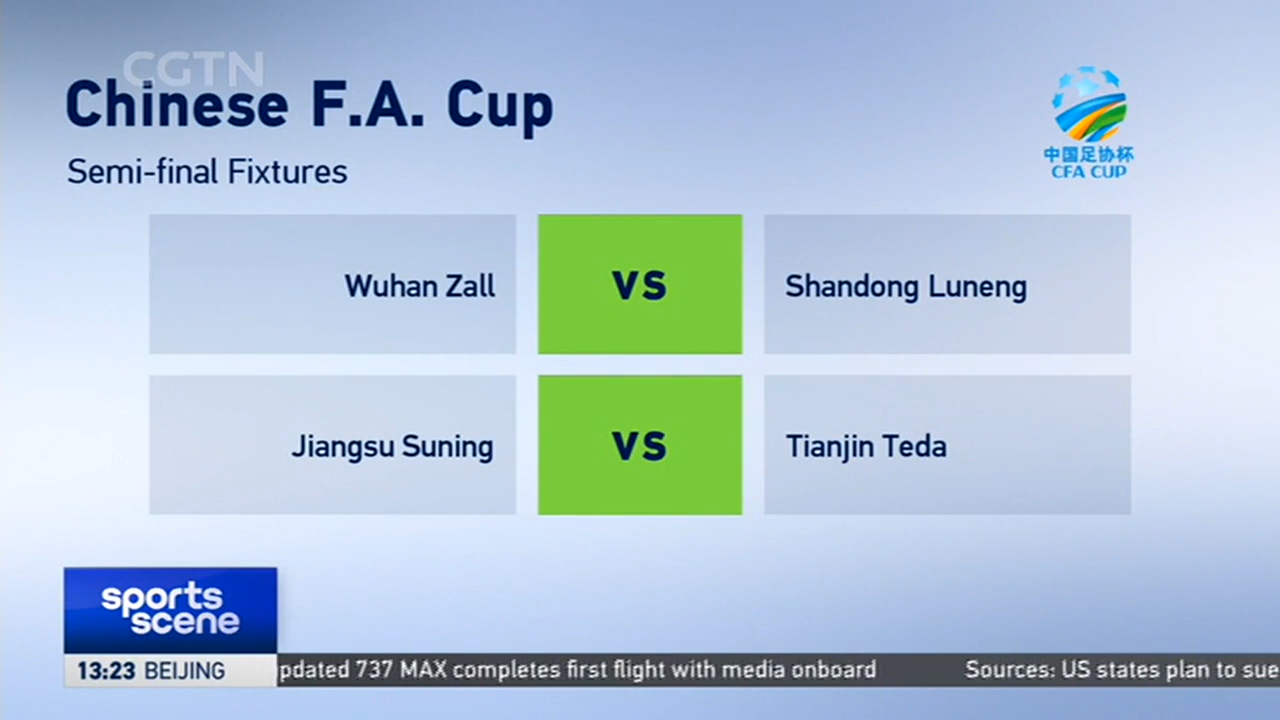 CGTN
Chinese F.A. Cup
Semi-final Fixtures
中国足协杯
CFA CUP
Wuhan Zall
VS
Shandong Luneng
Jiangsu Suning
VS
Tianjin Teda
sports
scene
13:23 BEIJING
pdated 737 MAX completes first flight with media onboard
Sources: US states plan to sue